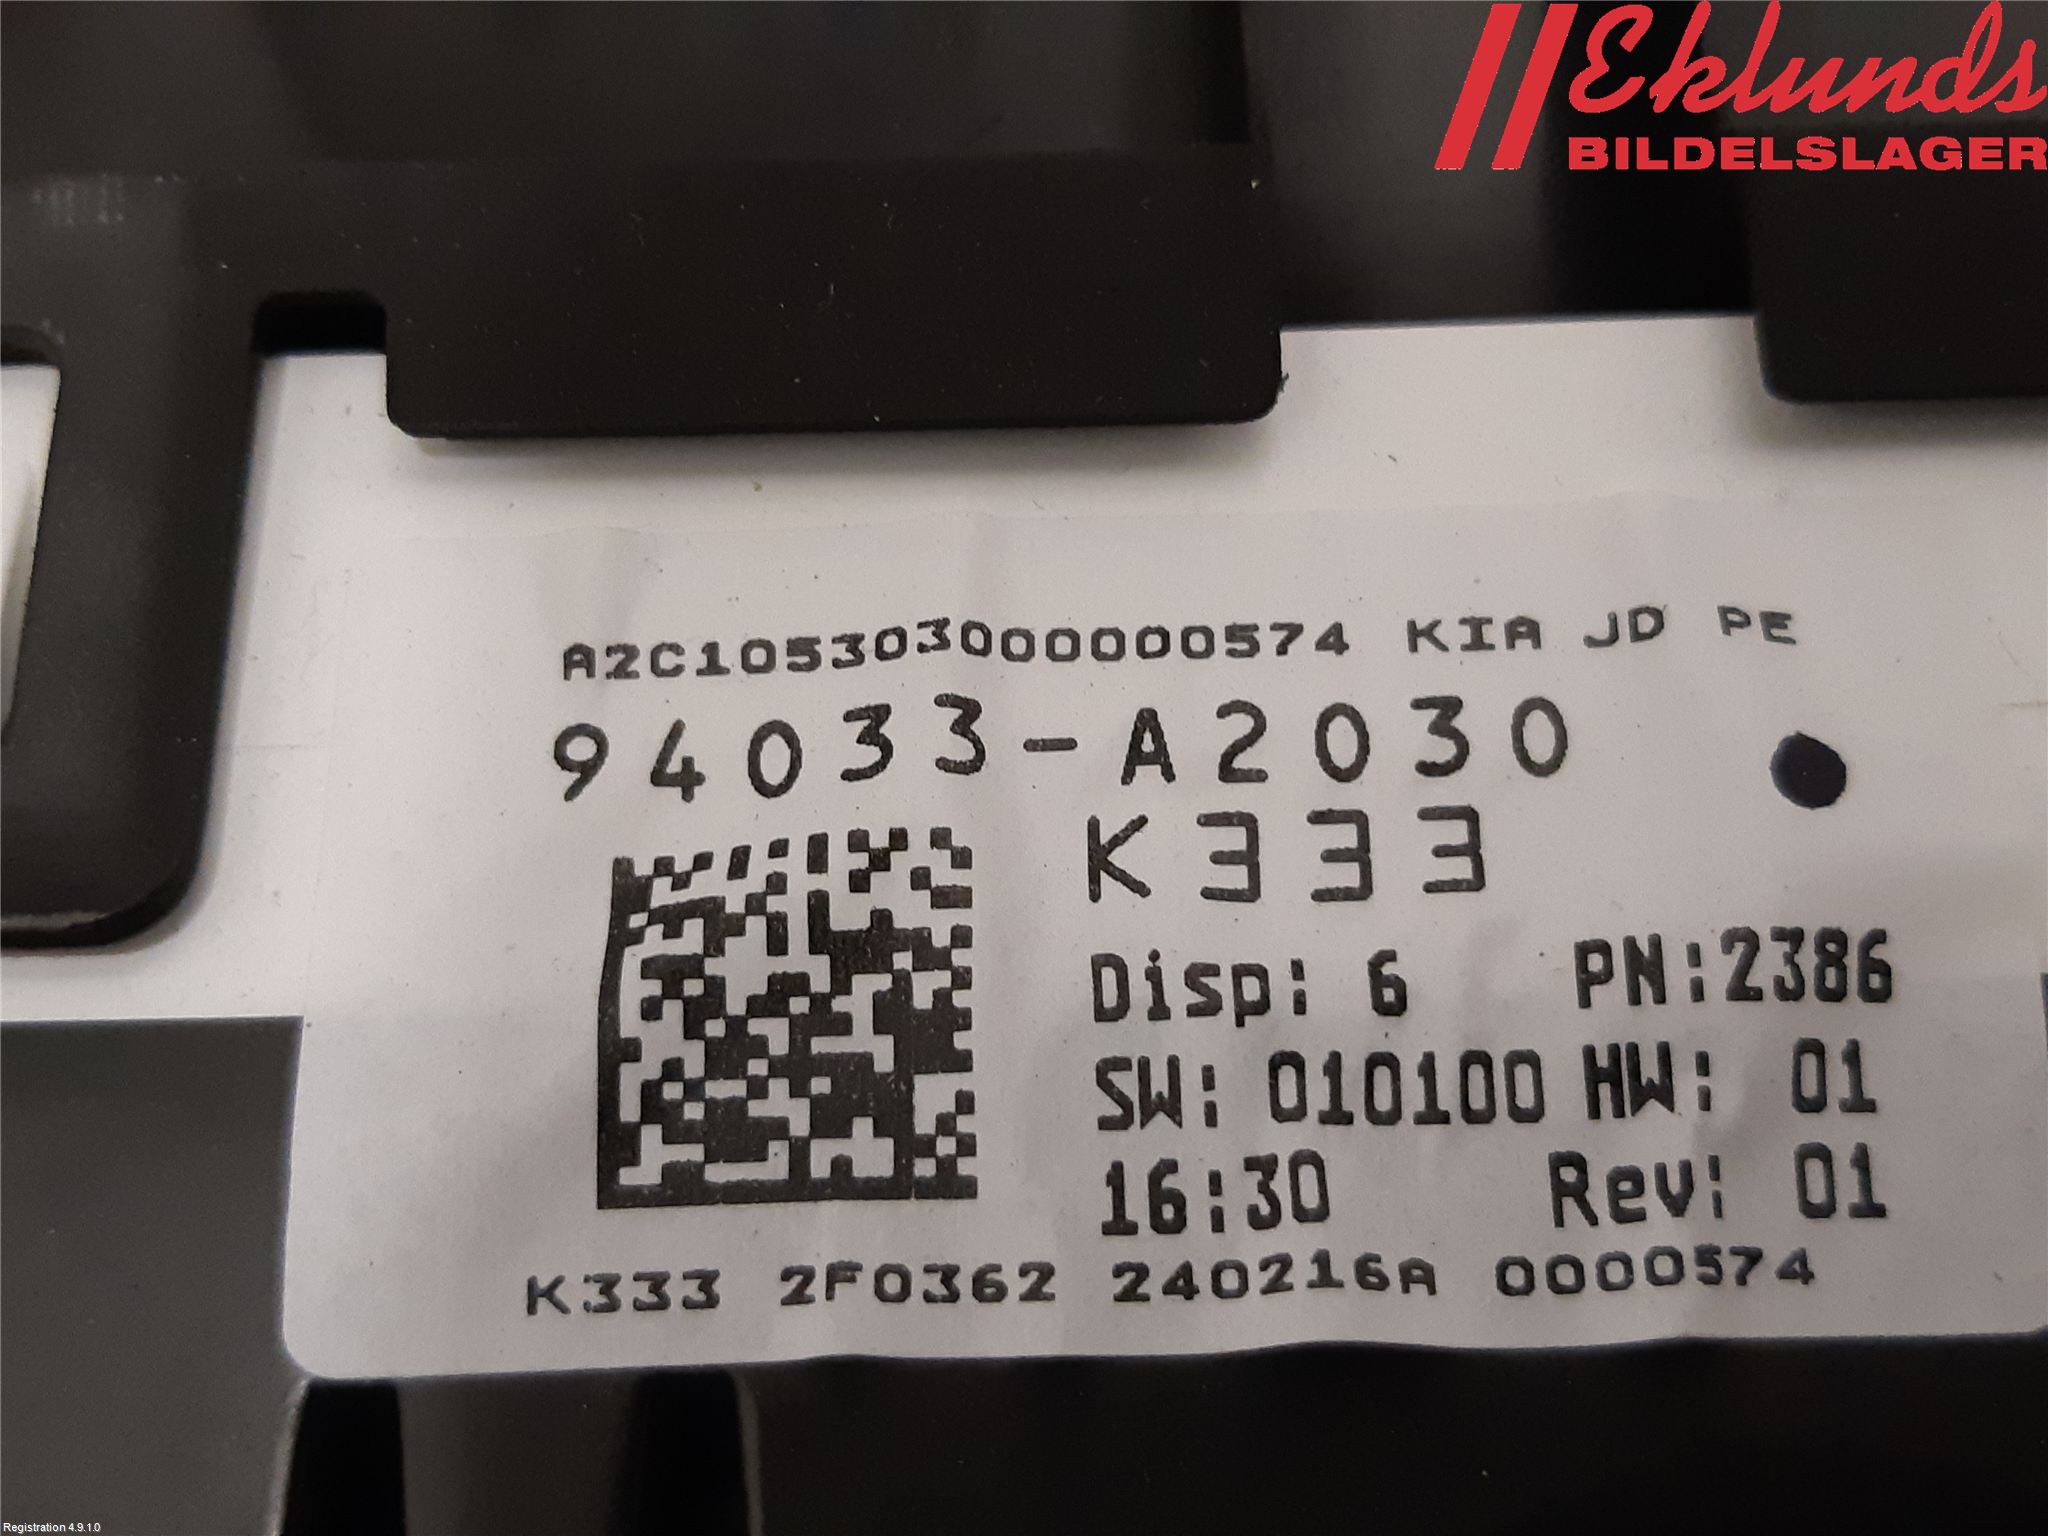 Eklunds
BILDELSLAGER
A2C1053030000000574 KIA JD PE
94033-A2030
K333
Disp: 6 PN:2386
SW: 010100 HW: 01
16:30 Rev: 01
K333 2F0362 240216A 0000574
Registration 4.9.1.0